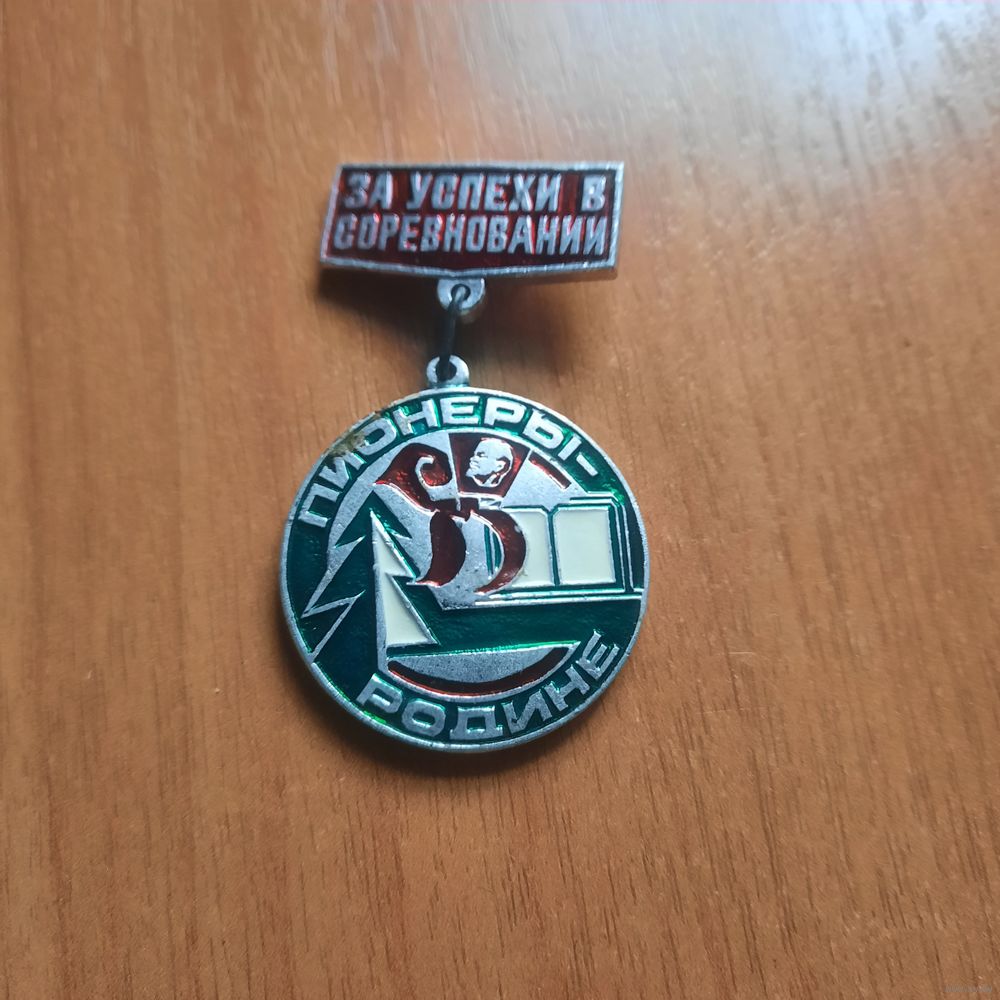 ЗА УСПЕХИ В
СОРЕВНОВАНИИ
ПИОНЕРЫ-
РОДИНЕ